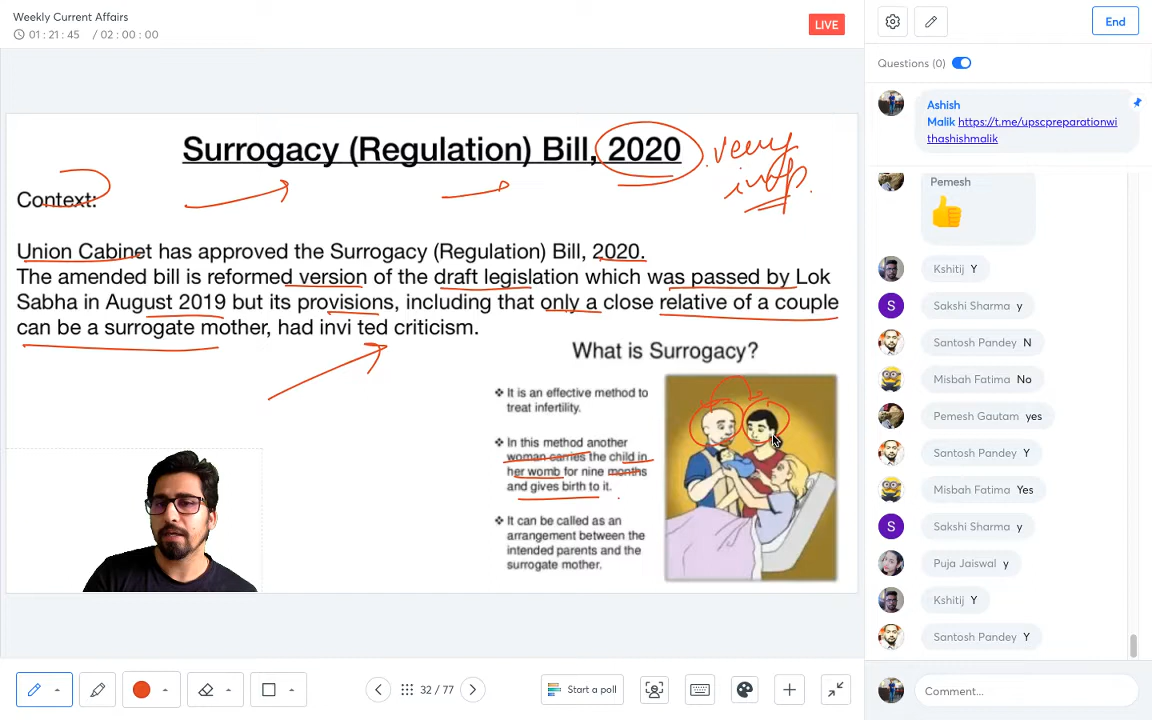 Weekly Current Affairs
01 : 21 : 45 / 02 : 00 : 00
LIVE
End
Questions (0)
Ashish
Malik https://t.me/upscpreparationwi
thashishmalik
Surrogacy (Regulation) Bill, 2020
very
imp.
Context:
Union Cabinet has approved the Surrogacy (Regulation) Bill, 2020.
The amended bill is reformed version of the draft legislation which was passed by Lok
Sabha in August 2019 but its provisions, including that only a close relative of a couple
can be a surrogate mother, had invi ted criticism.
What is Surrogacy?
❖ It is an effective method to
treat infertility.
❖ In this method another
woman carries the child in
her womb for nine months
and gives birth to it.
❖ It can be called as an
arrangement between the
intended parents and the
surrogate mother.
Pemesh
Kshitij Y
S
Sakshi Sharma y
Santosh Pandey N
Misbah Fatima No
Pemesh Gautam yes
Santosh Pandey Y
Misbah Fatima Yes
S
Sakshi Sharma y
Puja Jaiswal y
Kshitij Y
Santosh Pandey Y
32 / 77
Start a poll
Comment...